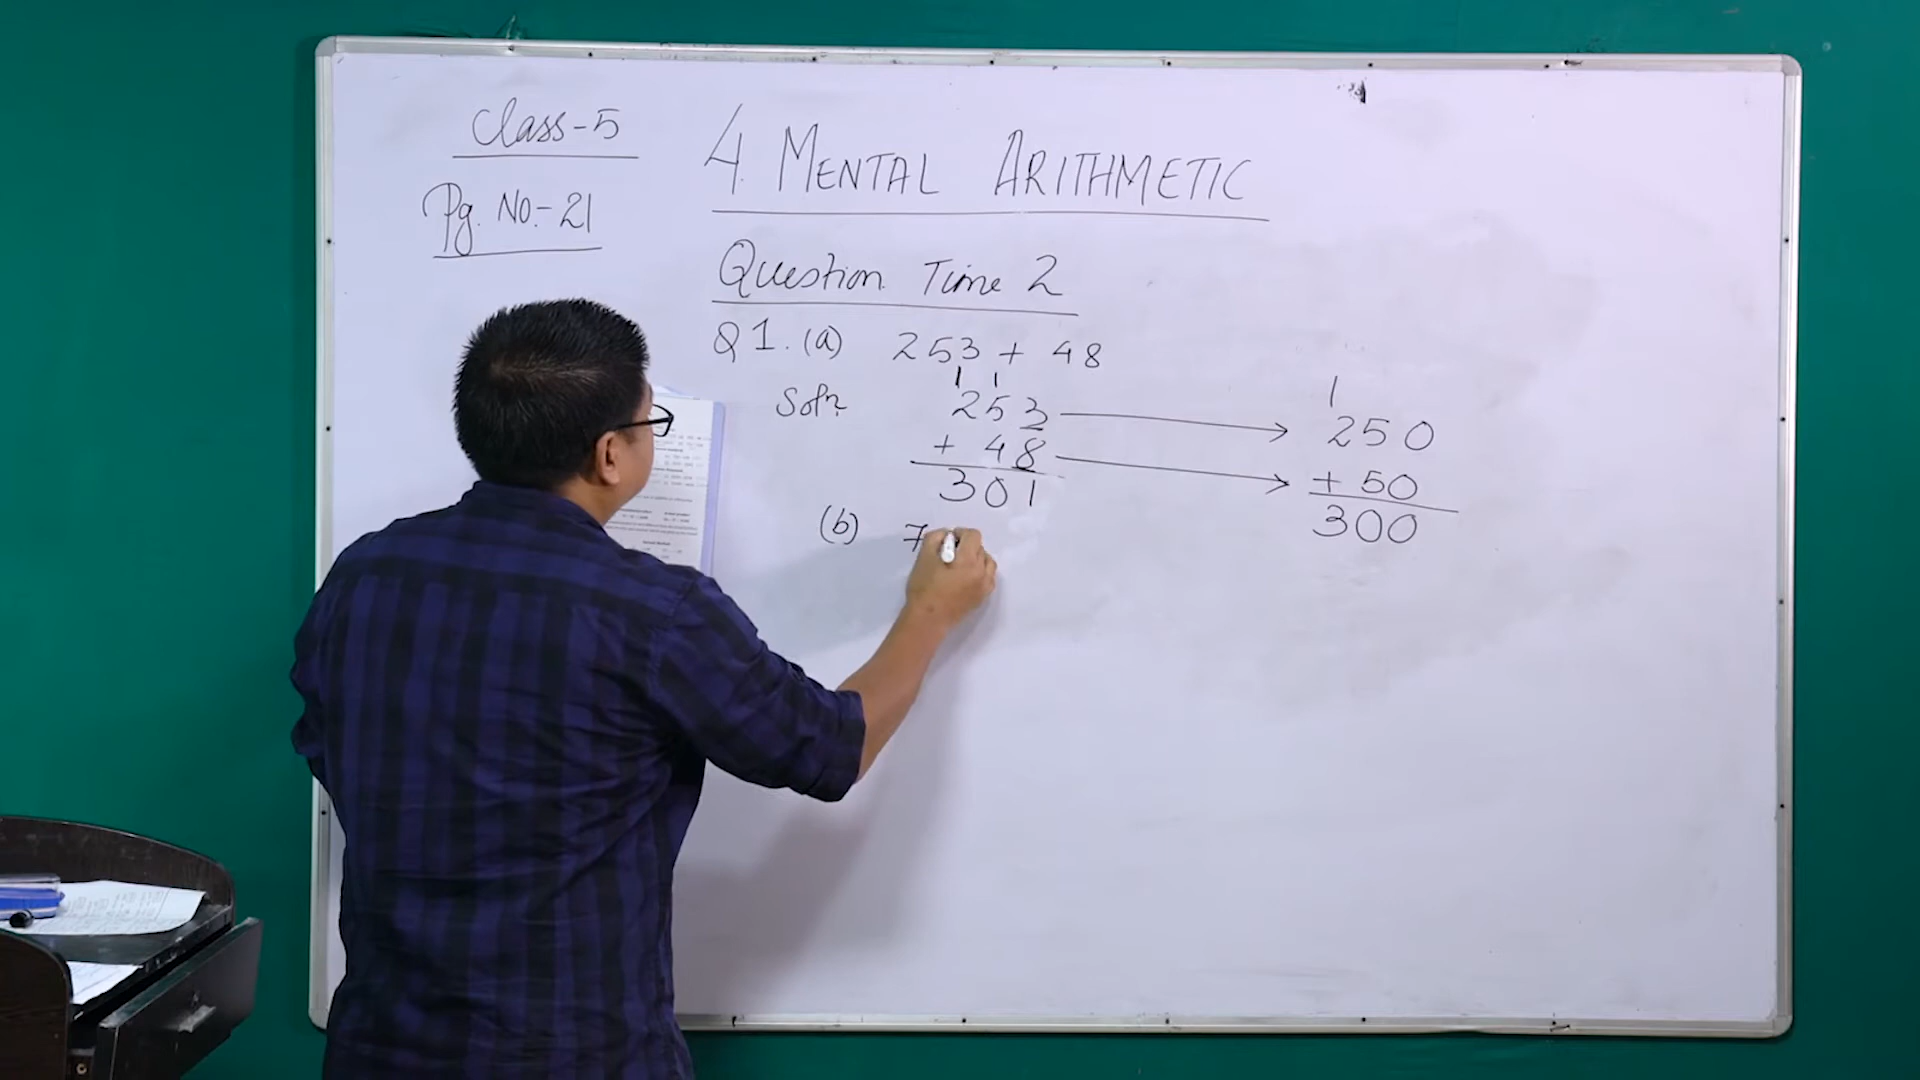 Class-5
Pg. No:- 21
4. MENTAL ARITHMETIC
Question Time 2
Q1. (a) 253 + 48
1 1
Soln 253 → 250
+ 48 → + 50
301 300
1
(b) 7